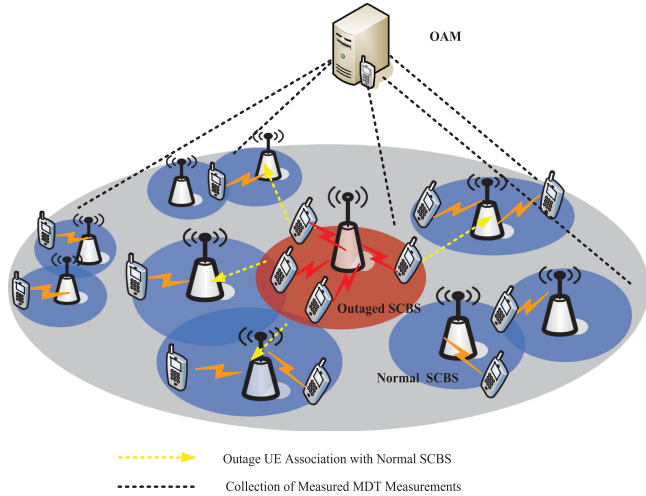 OAM
Outaged SCBS
Normal SCBS
Outage UE Association with Normal SCBS
Collection of Measured MDT Measurements